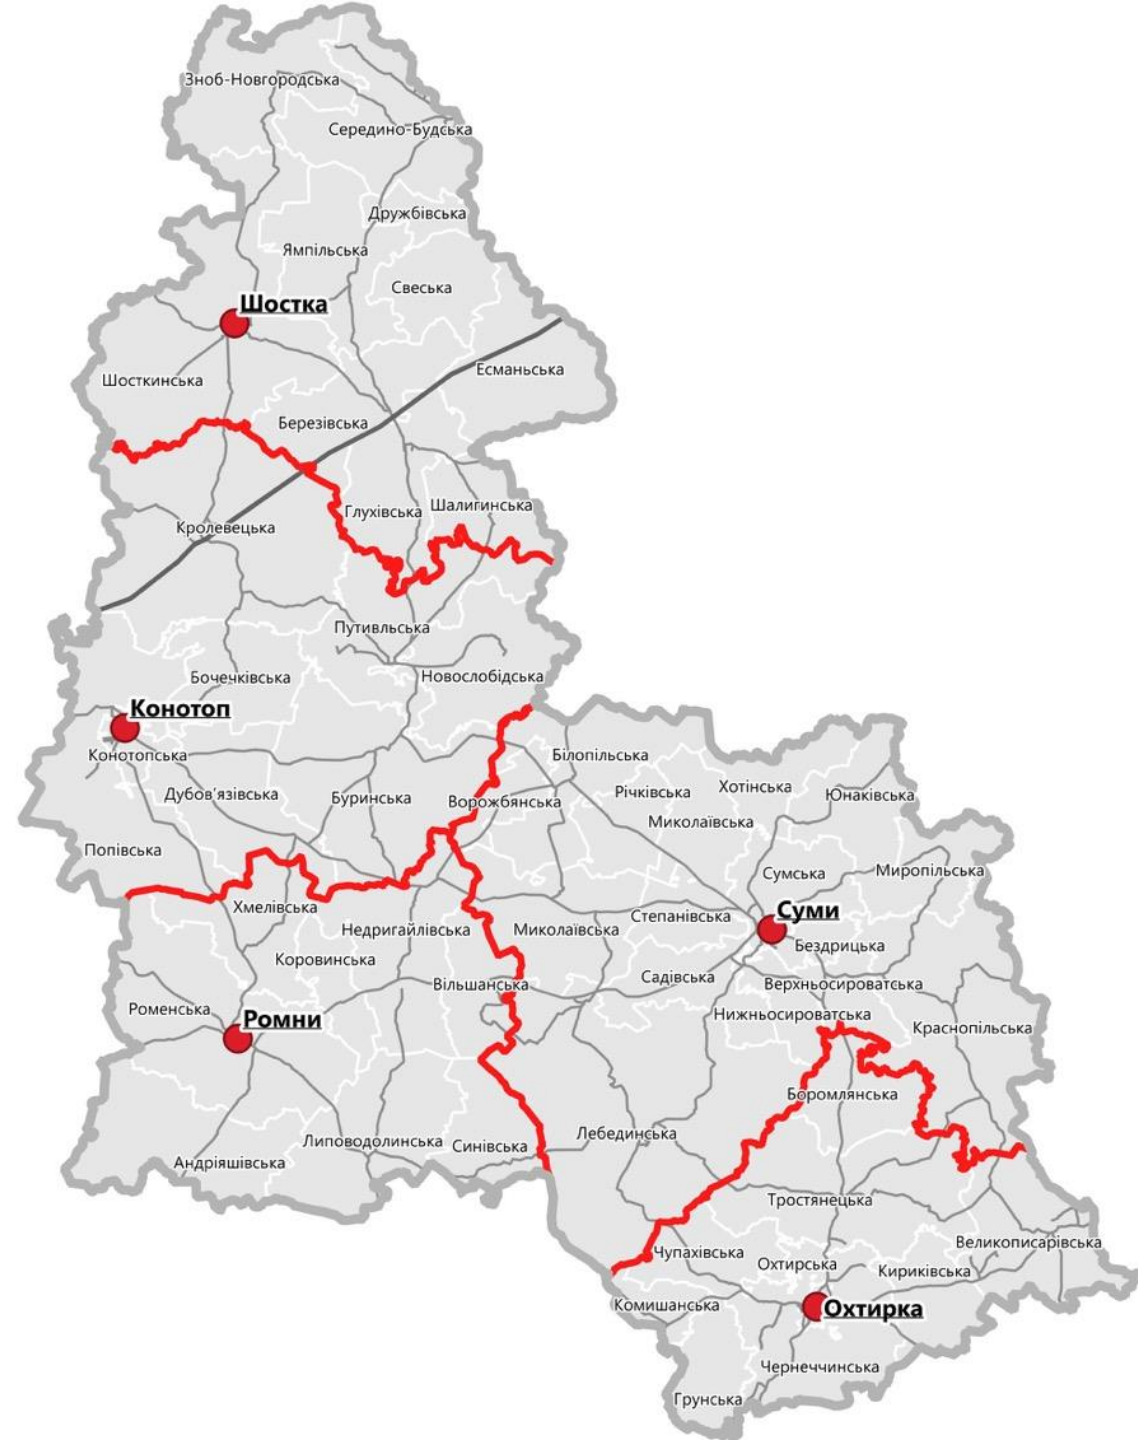 Зноб-Новгородська
Середино-Будська
Дружбівська
Ямпільська
Свеська
Шостка
Есманьська
Шосткинська
Березівська
Глухівська
Шалигинська
Кролевецька
Путивльська
Бочечківська
Новослобідська
Конотоп
Конотопська
Білопільська
Дубов'язівська
Буринська
Ворожбянська
Річківська
Хотінська
Юнаківська
Миколаївська
Попівська
Сумська
Миропільська
Хмелівська
Суми
Степанівська
Недригайлівська
Миколаївська
Бездрицька
Коровинська
Садівська
Вільшанська
Верхньосироватська
Роменська
Ромни
Нижньосироватська
Краснопільська
Боромлянська
Лебединська
Липоводолинська
Синівська
Андріяшівська
Тростянецька
Великописарівська
Чупахівська
Охтирська
Кириківська
Комишанська
Охтирка
Чернеччинська
Грунська